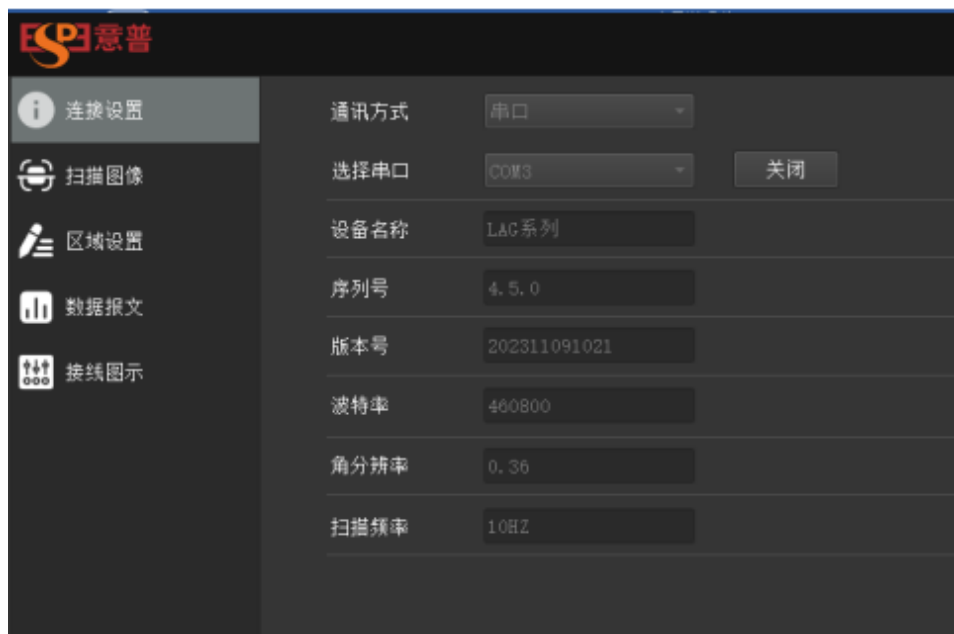 ESPE意普
连接设置
扫描图像
区域设置
数据报文
接线图示
通讯方式 串口
选择串口 COM3 关闭
设备名称 LAG系列
序列号 4.5.0
版本号 202311091021
波特率 460800
角分辨率 0.36
扫描频率 10HZ